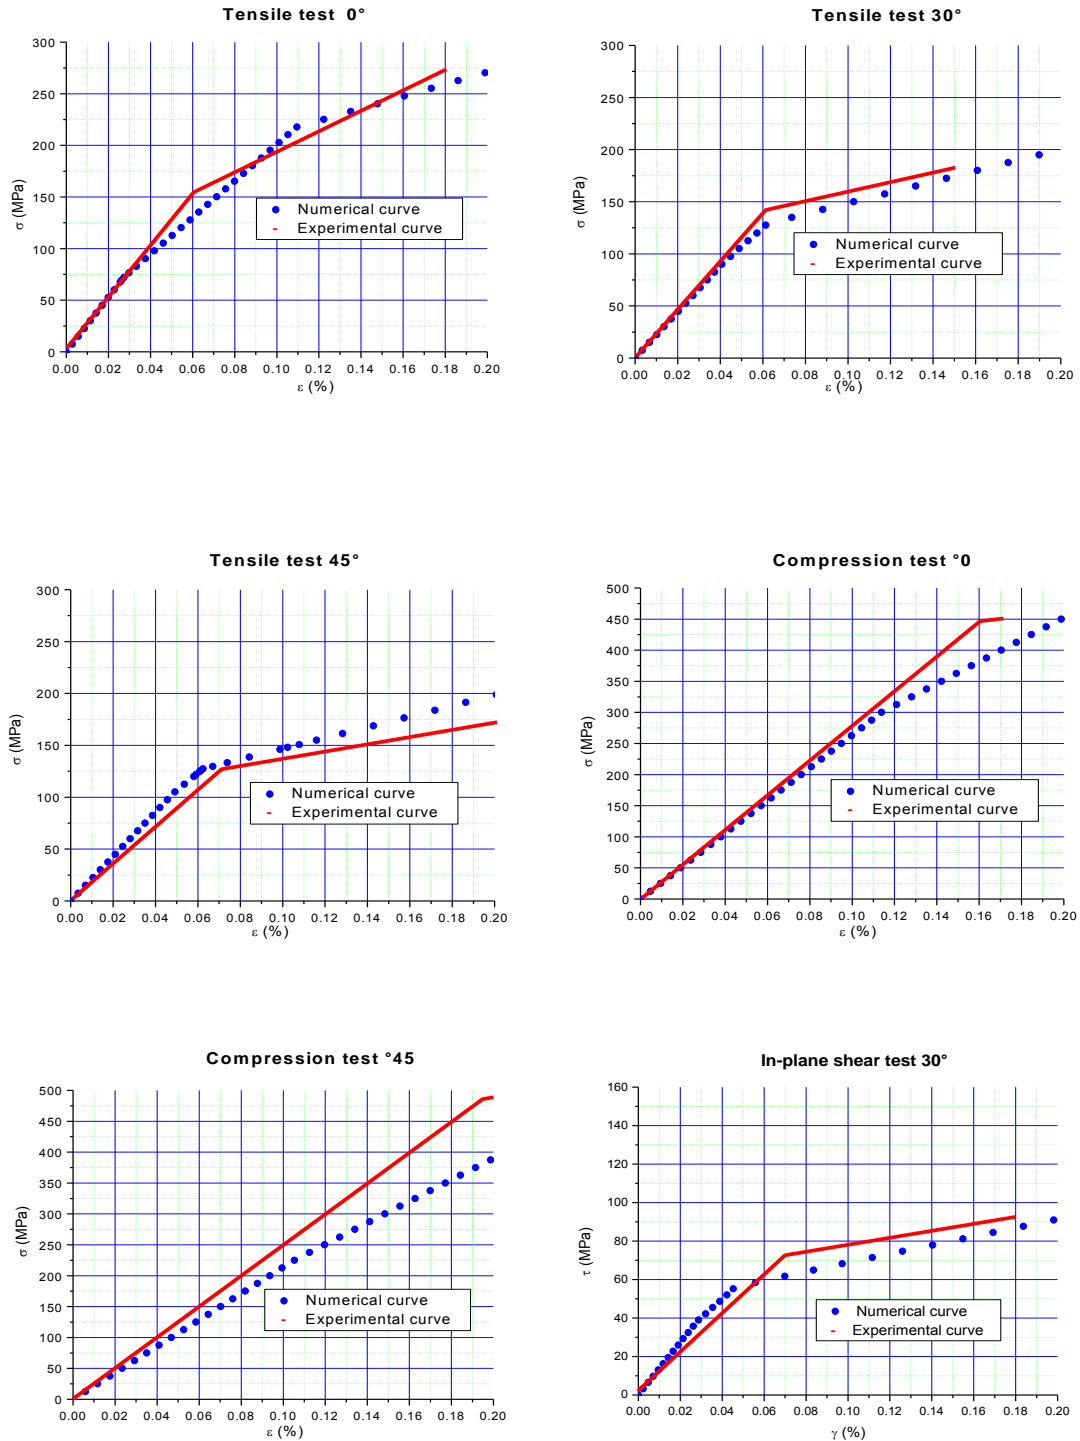 Tensile test 0°
300
250
200
150
100
50
0
σ (MPa)
Numerical curve
Experimental curve
0.00 0.02 0.04 0.06 0.08 0.10 0.12 0.14 0.16 0.18 0.20
ε (%)
Tensile test 30°
300
250
200
150
100
50
0
σ (MPa)
Numerical curve
Experimental curve
0.00 0.02 0.04 0.06 0.08 0.10 0.12 0.14 0.16 0.18 0.20
ε (%)
Tensile test 45°
300
250
200
150
100
50
0
σ (MPa)
Numerical curve
Experimental curve
0.00 0.02 0.04 0.06 0.08 0.10 0.12 0.14 0.16 0.18 0.20
ε (%)
Compression test °0
500
450
400
350
300
250
200
150
100
50
0
σ (MPa)
Numerical curve
Experimental curve
0.00 0.02 0.04 0.06 0.08 0.10 0.12 0.14 0.16 0.18 0.20
ε (%)
Compression test °45
500
450
400
350
300
250
200
150
100
50
0
σ (MPa)
Numerical curve
Experimental curve
0.00 0.02 0.04 0.06 0.08 0.10 0.12 0.14 0.16 0.18 0.20
ε (%)
In-plane shear test 30°
160
140
120
100
80
60
40
20
0
τ (MPa)
Numerical curve
Experimental curve
0.00 0.02 0.04 0.06 0.08 0.10 0.12 0.14 0.16 0.18 0.20
γ (%)